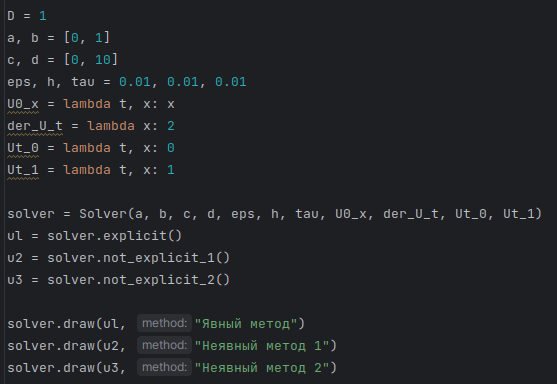 D = 1
a, b = [0, 1]
c, d = [0, 10]
eps, h, tau = 0.01, 0.01, 0.01
U0_x = lambda t, x: x
der_U_t = lambda x: 2
Ut_0 = lambda t, x: 0
Ut_1 = lambda t, x: 1
solver = Solver(a, b, c, d, eps, h, tau, U0_x, der_U_t, Ut_0, Ut_1)
ul = solver.explicit()
u2 = solver.not_explicit_1()
u3 = solver.not_explicit_2()
solver.draw(ul, method: "Явный метод")
solver.draw(u2, method: "Неявный метод 1")
solver.draw(u3, method: "Неявный метод 2")